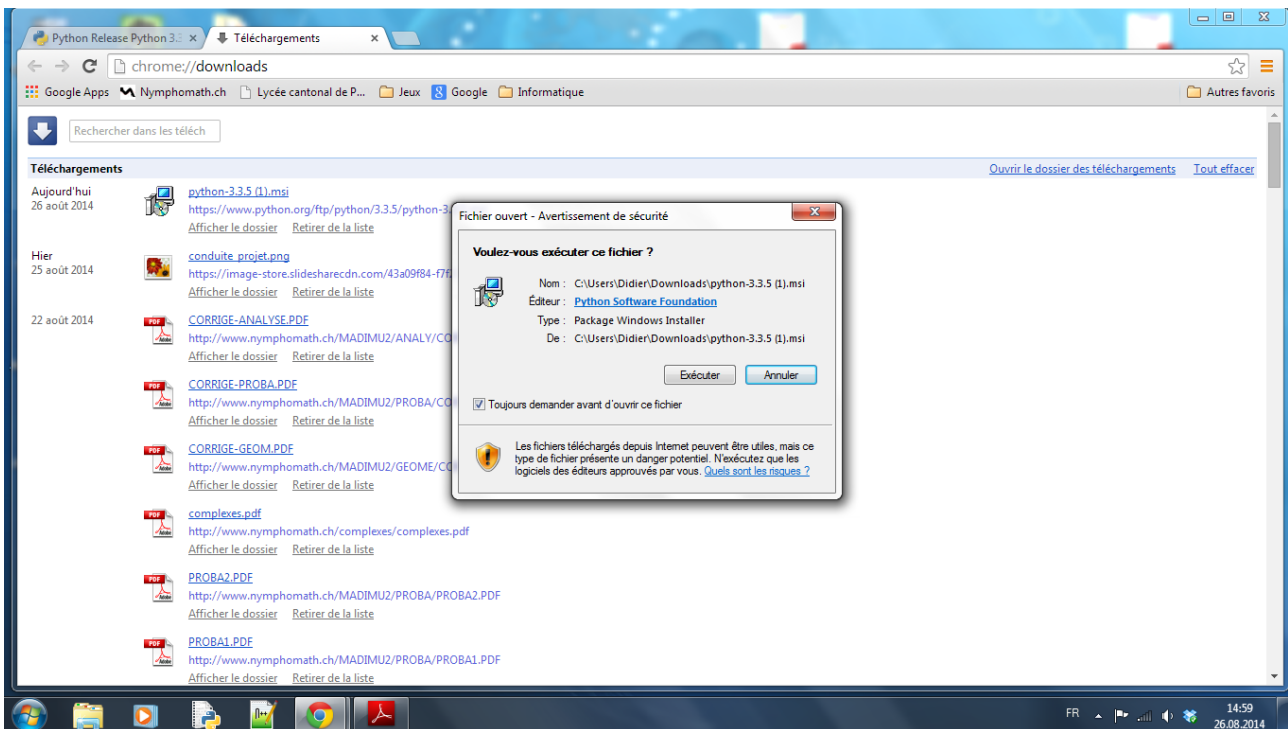 Python Release Python 3.3
Téléchargements
chrome://downloads
Google Apps Nymphomath.ch Lycée cantonal de P... Jeux Google Informatique Autres favoris
Rechercher dans les téléch
Téléchargements Ouvrir le dossier des téléchargements Tout effacer
Aujourd'hui
26 août 2014
python-3.3.5 (1).msi
https://www.python.org/ftp/python/3.3.5/python-3
Afficher le dossier Retirer de la liste
Hier
25 août 2014
conduite_projet.png
https://image-store.slidesharecdn.com/43a09f84-f7f
Afficher le dossier Retirer de la liste
22 août 2014
CORRIGE-ANALYSE.PDF
http://www.nymphomath.ch/MADIMU2/ANALY/CO
Afficher le dossier Retirer de la liste
CORRIGE-PROBA.PDF
http://www.nymphomath.ch/MADIMU2/PROBA/CO
Afficher le dossier Retirer de la liste
CORRIGE-GEOM.PDF
http://www.nymphomath.ch/MADIMU2/GEOME/CO
Afficher le dossier Retirer de la liste
complexes.pdf
http://www.nymphomath.ch/complexes/complexes.pdf
Afficher le dossier Retirer de la liste
PROBA2.PDF
http://www.nymphomath.ch/MADIMU2/PROBA/PROBA2.PDF
Afficher le dossier Retirer de la liste
PROBA1.PDF
http://www.nymphomath.ch/MADIMU2/PROBA/PROBA1.PDF
Afficher le dossier Retirer de la liste
Fichier ouvert - Avertissement de sécurité
Voulez-vous exécuter ce fichier ?
Nom : C:\Users\Didier\Downloads\python-3.3.5 (1).msi
Éditeur : Python Software Foundation
Type : Package Windows Installer
De : C:\Users\Didier\Downloads\python-3.3.5 (1).msi
Exécuter Annuler
Toujours demander avant d'ouvrir ce fichier
Les fichiers téléchargés depuis Internet peuvent être utiles, mais ce
type de fichier présente un danger potentiel. N'exécutez que les
logiciels des éditeurs approuvés par vous. Quels sont les risques ?
FR
14:59
26.08.2014